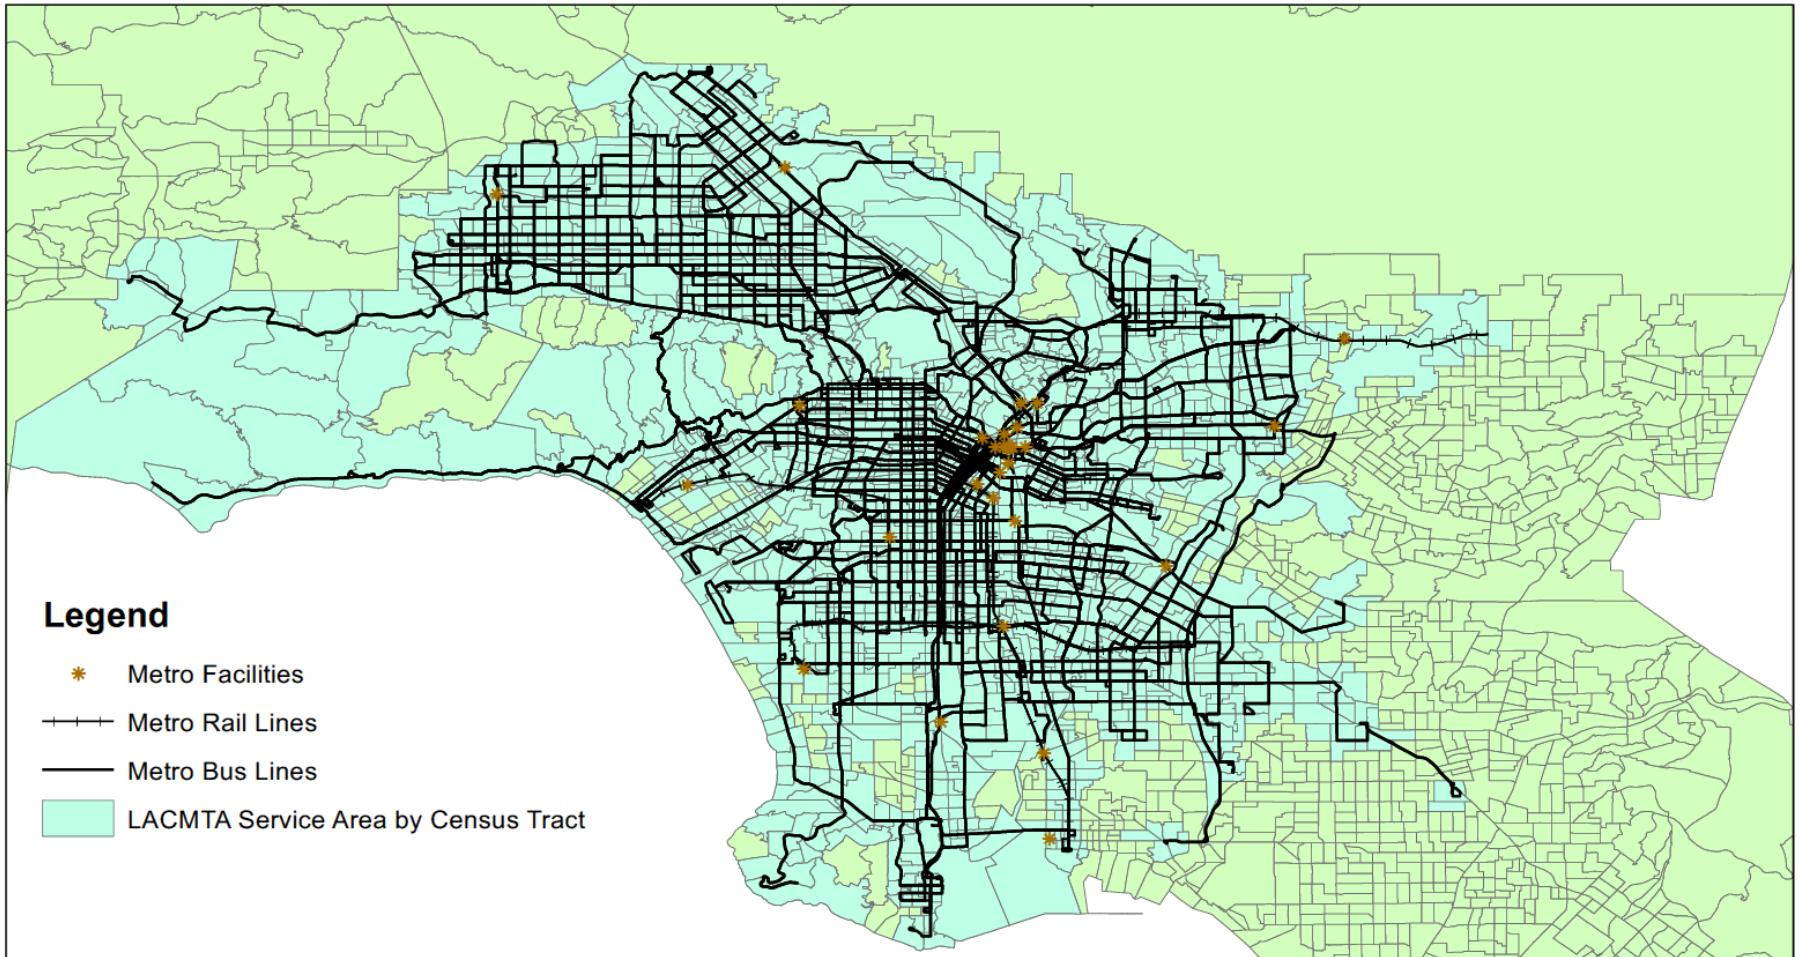 Legend
Metro Facilities
Metro Rail Lines
Metro Bus Lines
LACMTA Service Area by Census Tract